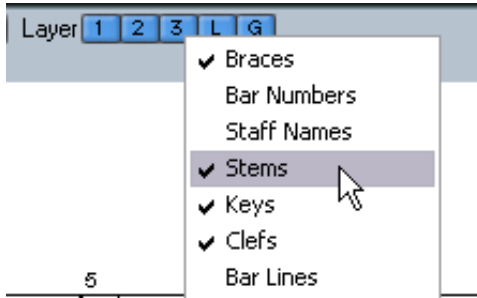 Layer 1 2 3 L G
Braces
Bar Numbers
Staff Names
Stems
Keys
Clefs
Bar Lines
5